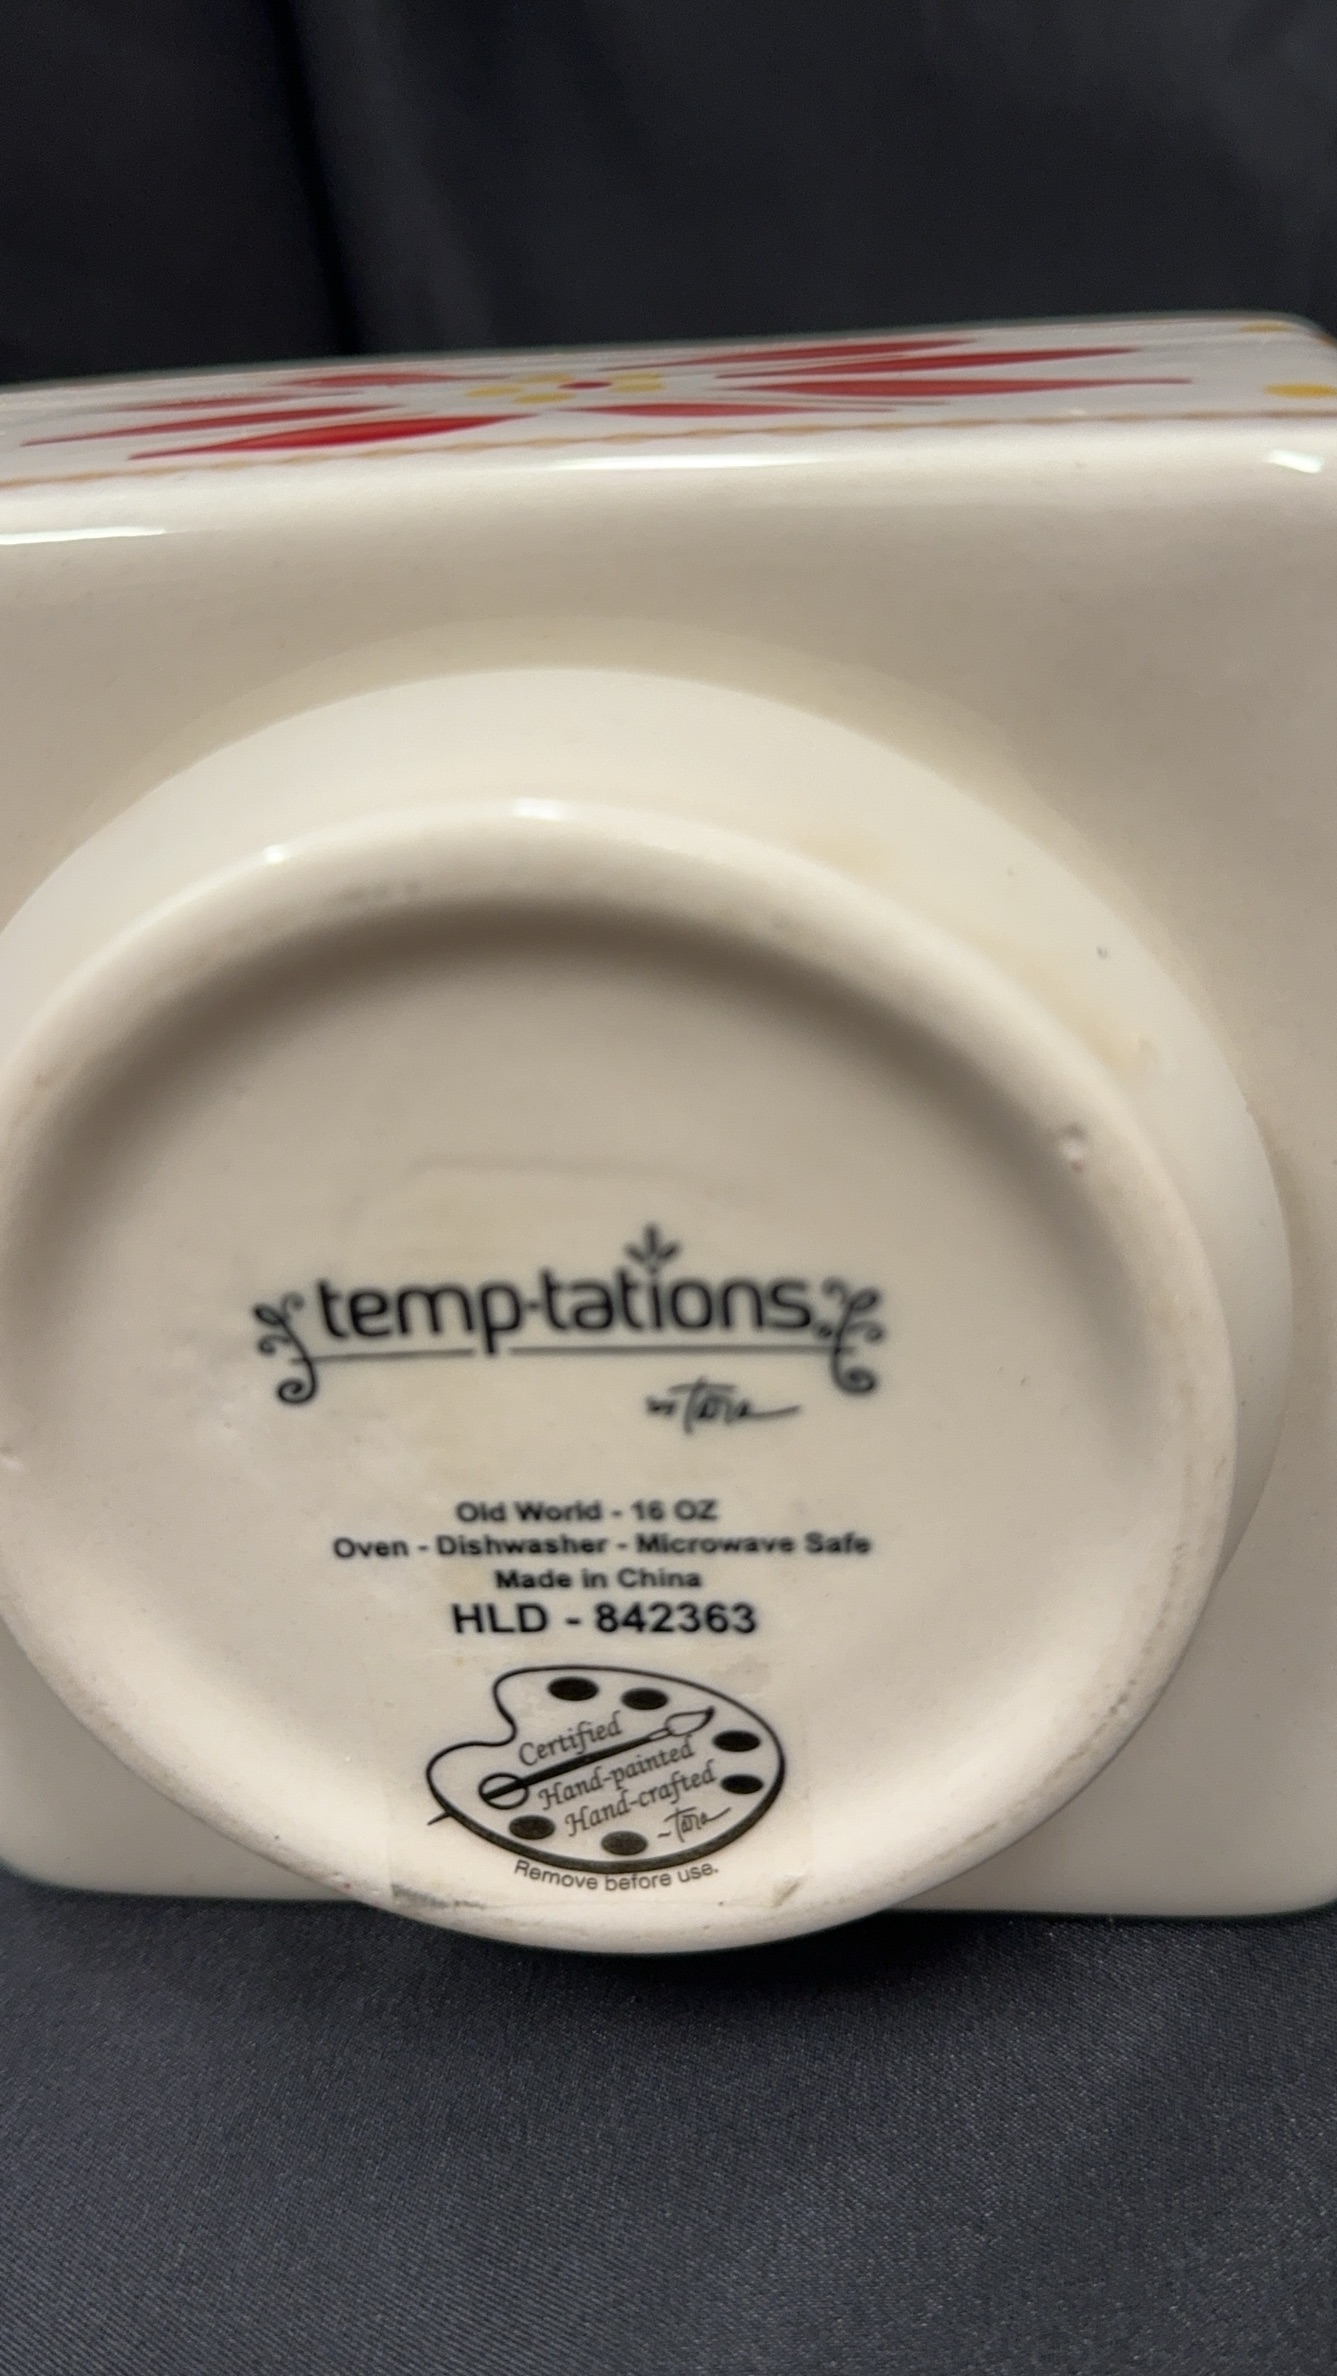 temp-tations
by Tara
Old World - 16 OZ
Oven - Dishwasher - Microwave Safe
Made in China
HLD - 842363
Certified
Hand-painted
Hand-crafted
~Tara
Remove before use.